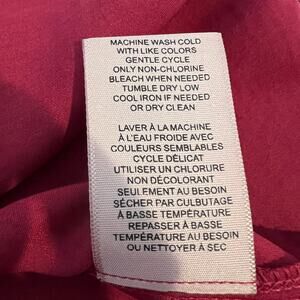 MACHINE WASH COLD
WITH LIKE COLORS
GENTLE CYCLE
ONLY NON-CHLORINE
BLEACH WHEN NEEDED
TUMBLE DRY LOW
COOL IRON IF NEEDED
OR DRY CLEAN
LAVER À LA MACHINE
À L'EAU FROIDE AVEC
COULEURS SEMBLABLES
CYCLE DÉLICAT
UTILISER UN CHLORURE
NON DÉCOLORANT
SEULEMENT AU BESOIN
SÉCHER PAR CULBUTAGE
À BASSE TEMPÉRATURE
REPASSER À BASSE
TEMPÉRATURE AU BESOIN
OU NETTOYER À SEC